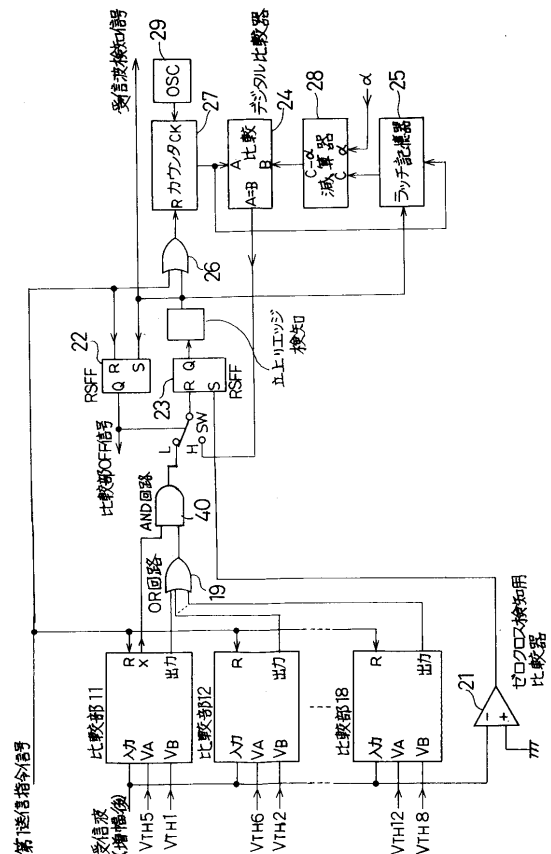 第1送信指令信号
受信波
(増幅後)
VTH5
VTH1
VTH6
VTH2
VTH12
VTH8
比較部11
入力
VA
VB
R
X
出力
比較部12
入力
VA
VB
R
出力
比較部18
入力
VA
VB
R
出力
ゼロクロス検知用
比較器
21
OR回路
19
AND回路
40
L
H
SW
比較部OFF信号
RSFF
22
Q
R
S
23
R
Q
S
RSFF
立上りエッジ
検知
26
受信波検知信号
R カウンタ CK
27
OSC
29
デジタル比較器
24
A
比較
A=B
B
C-α
減算器
C
α
28
α
ラッチ記憶器
25